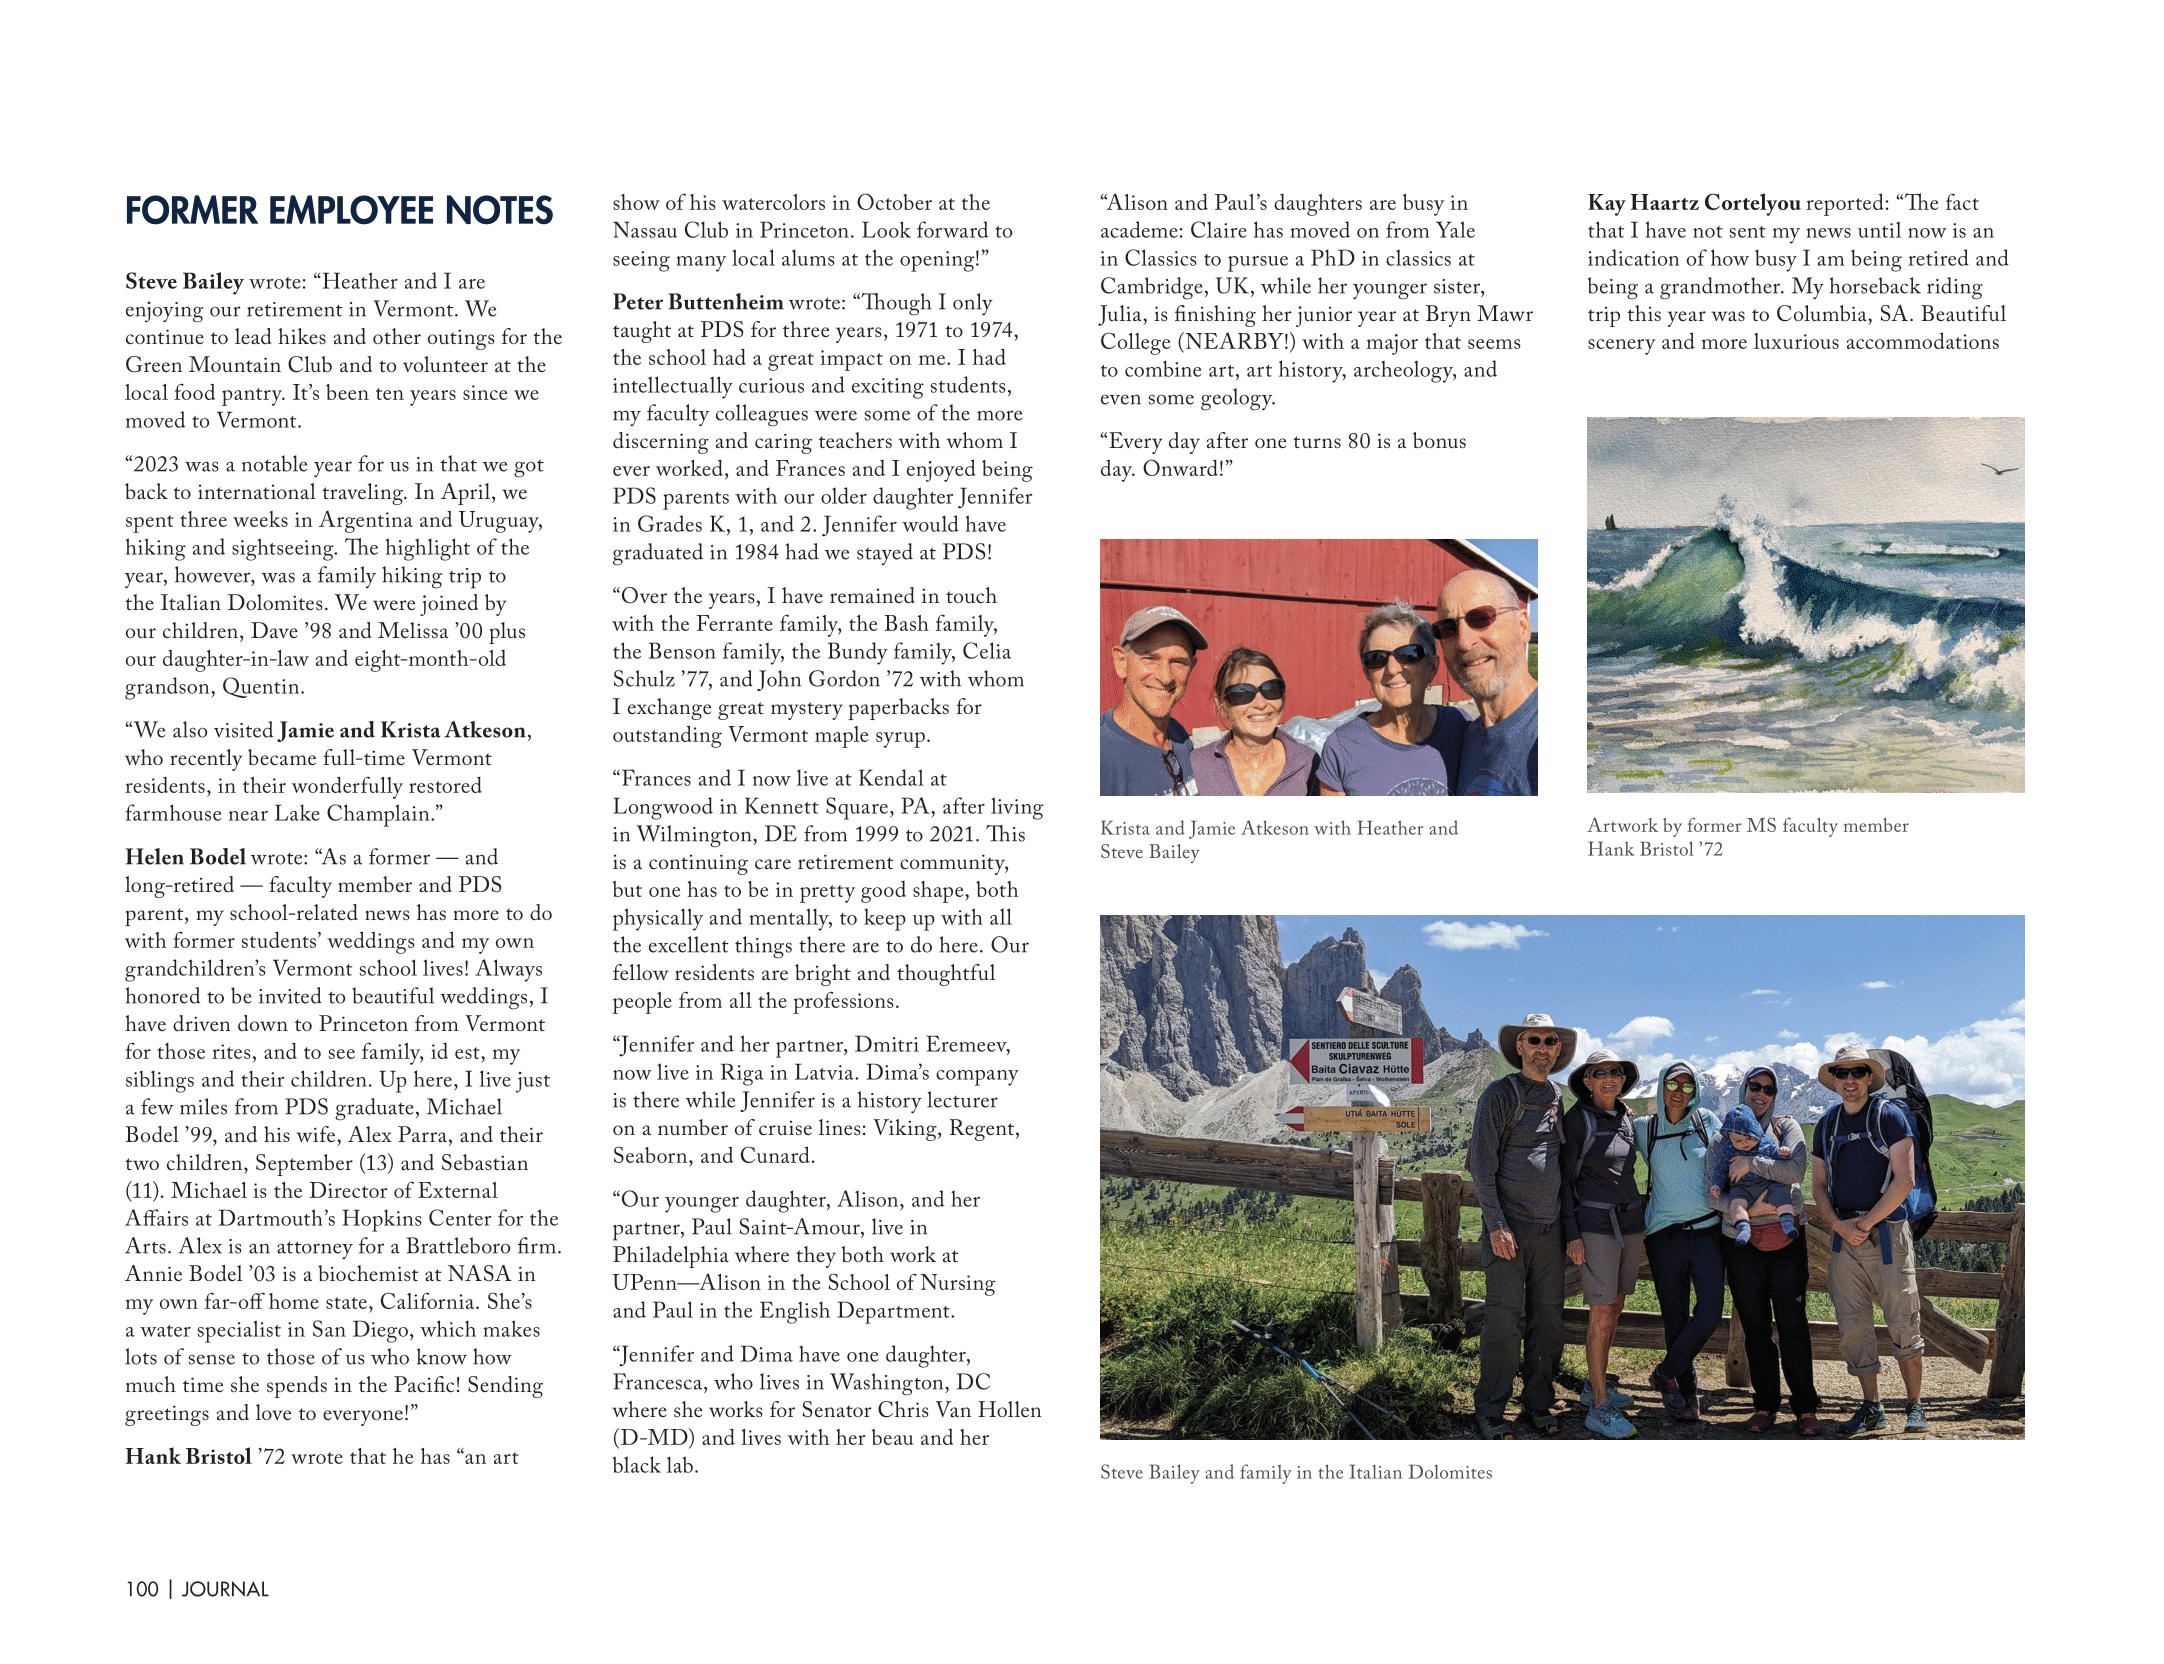 FORMER EMPLOYEE NOTES
Steve Bailey wrote: “Heather and I are
enjoying our retirement in Vermont. We
continue to lead hikes and other outings for the
Green Mountain Club and to volunteer at the
local food pantry. It’s been ten years since we
moved to Vermont.
“2023 was a notable year for us in that we got
back to international traveling. In April, we
spent three weeks in Argentina and Uruguay,
hiking and sightseeing. The highlight of the
year, however, was a family hiking trip to
the Italian Dolomites. We were joined by
our children, Dave ’98 and Melissa ’00 plus
our daughter-in-law and eight-month-old
grandson, Quentin.
“We also visited Jamie and Krista Atkeson,
who recently became full-time Vermont
residents, in their wonderfully restored
farmhouse near Lake Champlain.”
Helen Bodel wrote: “As a former — and
long-retired — faculty member and PDS
parent, my school-related news has more to do
with former students’ weddings and my own
grandchildren’s Vermont school lives! Always
honored to be invited to beautiful weddings, I
have driven down to Princeton from Vermont
for those rites, and to see family, id est, my
siblings and their children. Up here, I live just
a few miles from PDS graduate, Michael
Bodel ’99, and his wife, Alex Parra, and their
two children, September (13) and Sebastian
(11). Michael is the Director of External
Affairs at Dartmouth’s Hopkins Center for the
Arts. Alex is an attorney for a Brattleboro firm.
Annie Bodel ’03 is a biochemist at NASA in
my own far-off home state, California. She’s
a water specialist in San Diego, which makes
lots of sense to those of us who know how
much time she spends in the Pacific! Sending
greetings and love to everyone!”
Hank Bristol ’72 wrote that he has “an art
show of his watercolors in October at the
Nassau Club in Princeton. Look forward to
seeing many local alums at the opening!”
Peter Buttenheim wrote: “Though I only
taught at PDS for three years, 1971 to 1974,
the school had a great impact on me. I had
intellectually curious and exciting students,
my faculty colleagues were some of the more
discerning and caring teachers with whom I
ever worked, and Frances and I enjoyed being
PDS parents with our older daughter Jennifer
in Grades K, 1, and 2. Jennifer would have
graduated in 1984 had we stayed at PDS!
“Over the years, I have remained in touch
with the Ferrante family, the Bash family,
the Benson family, the Bundy family, Celia
Schulz ’77, and John Gordon ’72 with whom
I exchange great mystery paperbacks for
outstanding Vermont maple syrup.
“Frances and I now live at Kendal at
Longwood in Kennett Square, PA, after living
in Wilmington, DE from 1999 to 2021. This
is a continuing care retirement community,
but one has to be in pretty good shape, both
physically and mentally, to keep up with all
the excellent things there are to do here. Our
fellow residents are bright and thoughtful
people from all the professions.
“Jennifer and her partner, Dmitri Eremeev,
now live in Riga in Latvia. Dima’s company
is there while Jennifer is a history lecturer
on a number of cruise lines: Viking, Regent,
Seaborn, and Cunard.
“Our younger daughter, Alison, and her
partner, Paul Saint-Amour, live in
Philadelphia where they both work at
UPenn—Alison in the School of Nursing
and Paul in the English Department.
“Jennifer and Dima have one daughter,
Francesca, who lives in Washington, DC
where she works for Senator Chris Van Hollen
(D-MD) and lives with her beau and her
black lab.
“Alison and Paul’s daughters are busy in
academe: Claire has moved on from Yale
in Classics to pursue a PhD in classics at
Cambridge, UK, while her younger sister,
Julia, is finishing her junior year at Bryn Mawr
College (NEARBY!) with a major that seems
to combine art, art history, archeology, and
even some geology.
“Every day after one turns 80 is a bonus
day. Onward!”
Krista and Jamie Atkeson with Heather and
Steve Bailey
Kay Haartz Cortelyou reported: “The fact
that I have not sent my news until now is an
indication of how busy I am being retired and
being a grandmother. My horseback riding
trip this year was to Columbia, SA. Beautiful
scenery and more luxurious accommodations
Artwork by former MS faculty member
Hank Bristol ’72
SENTIERO DELLE SCULTURE
SKULPTURENWEG
Baita Ciavaz Hütte
Plan de Gralba - Selva - Wolkenstein
APERTO
UTIA BAITA HÜTTE
SOLE
Steve Bailey and family in the Italian Dolomites
100 | JOURNAL